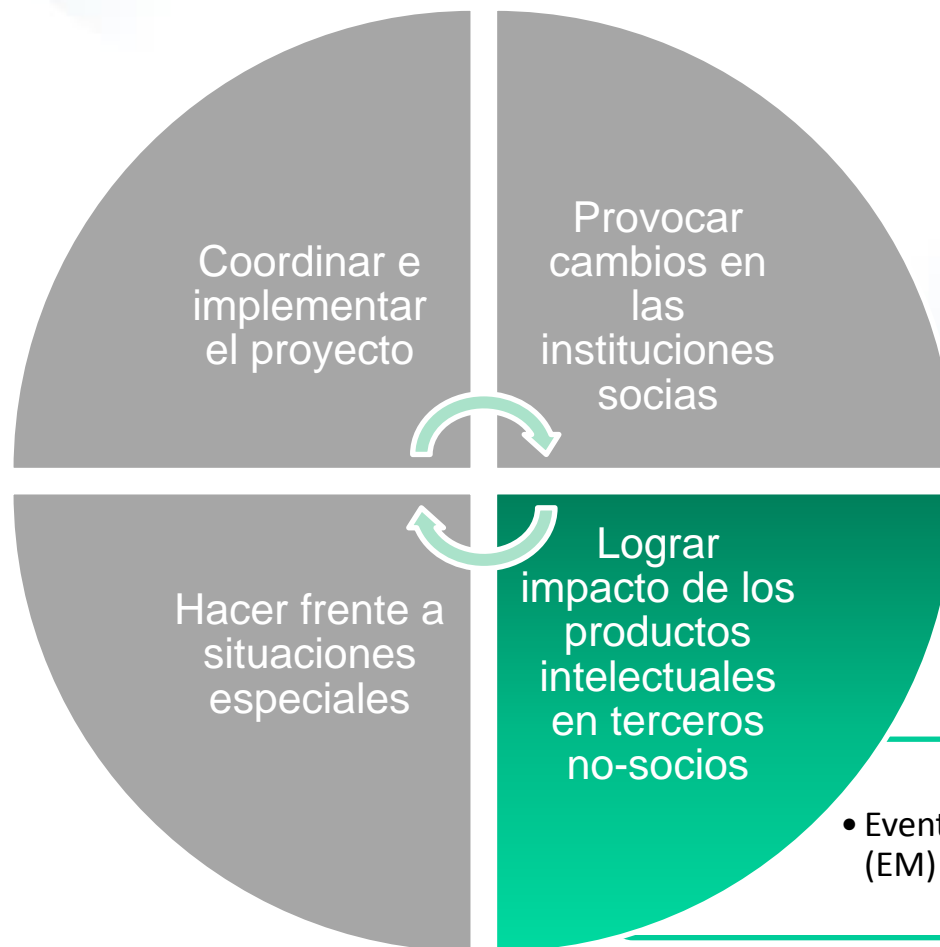 Coordinar e
implementar
el proyecto
Provocar
cambios en
las
instituciones
socias
Hacer frente a
situaciones
especiales
Lograr
impacto de los
productos
intelectuales
en terceros
no-socios
• Event
(EM)